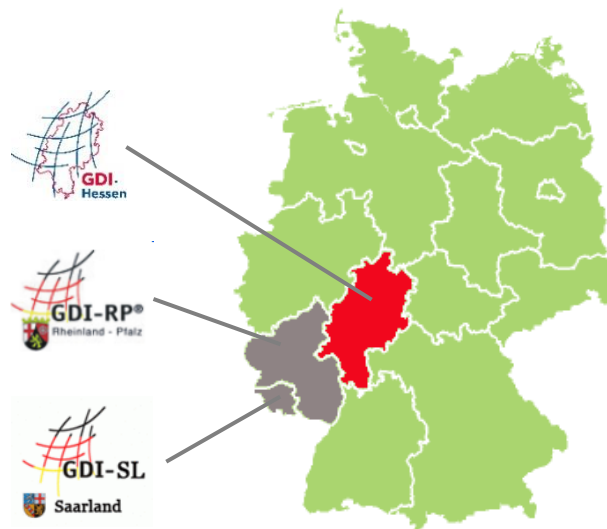 GDI-
Hessen
GDI-RP®
Rheinland - Pfalz
GDI-SL
Saarland